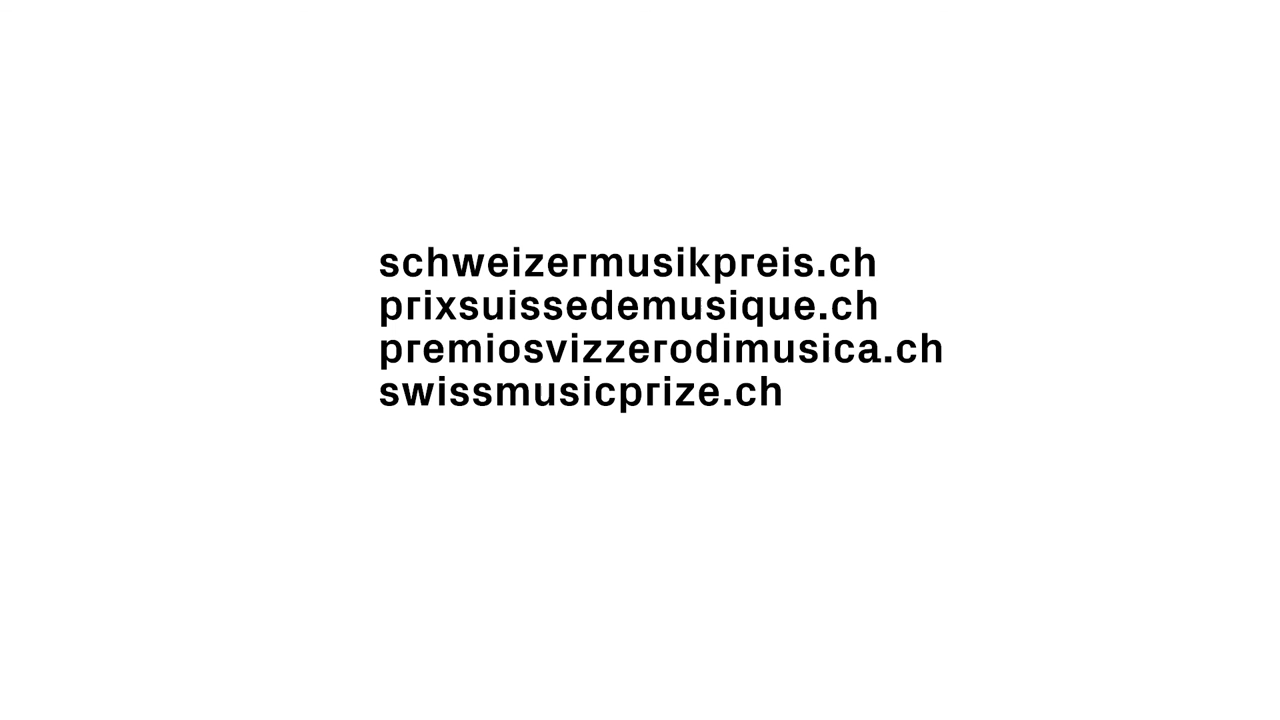 schweizermusikpreis.ch
prixsuissedemusique.ch
premiosvizzerodimusica.ch
swissmusicprize.ch